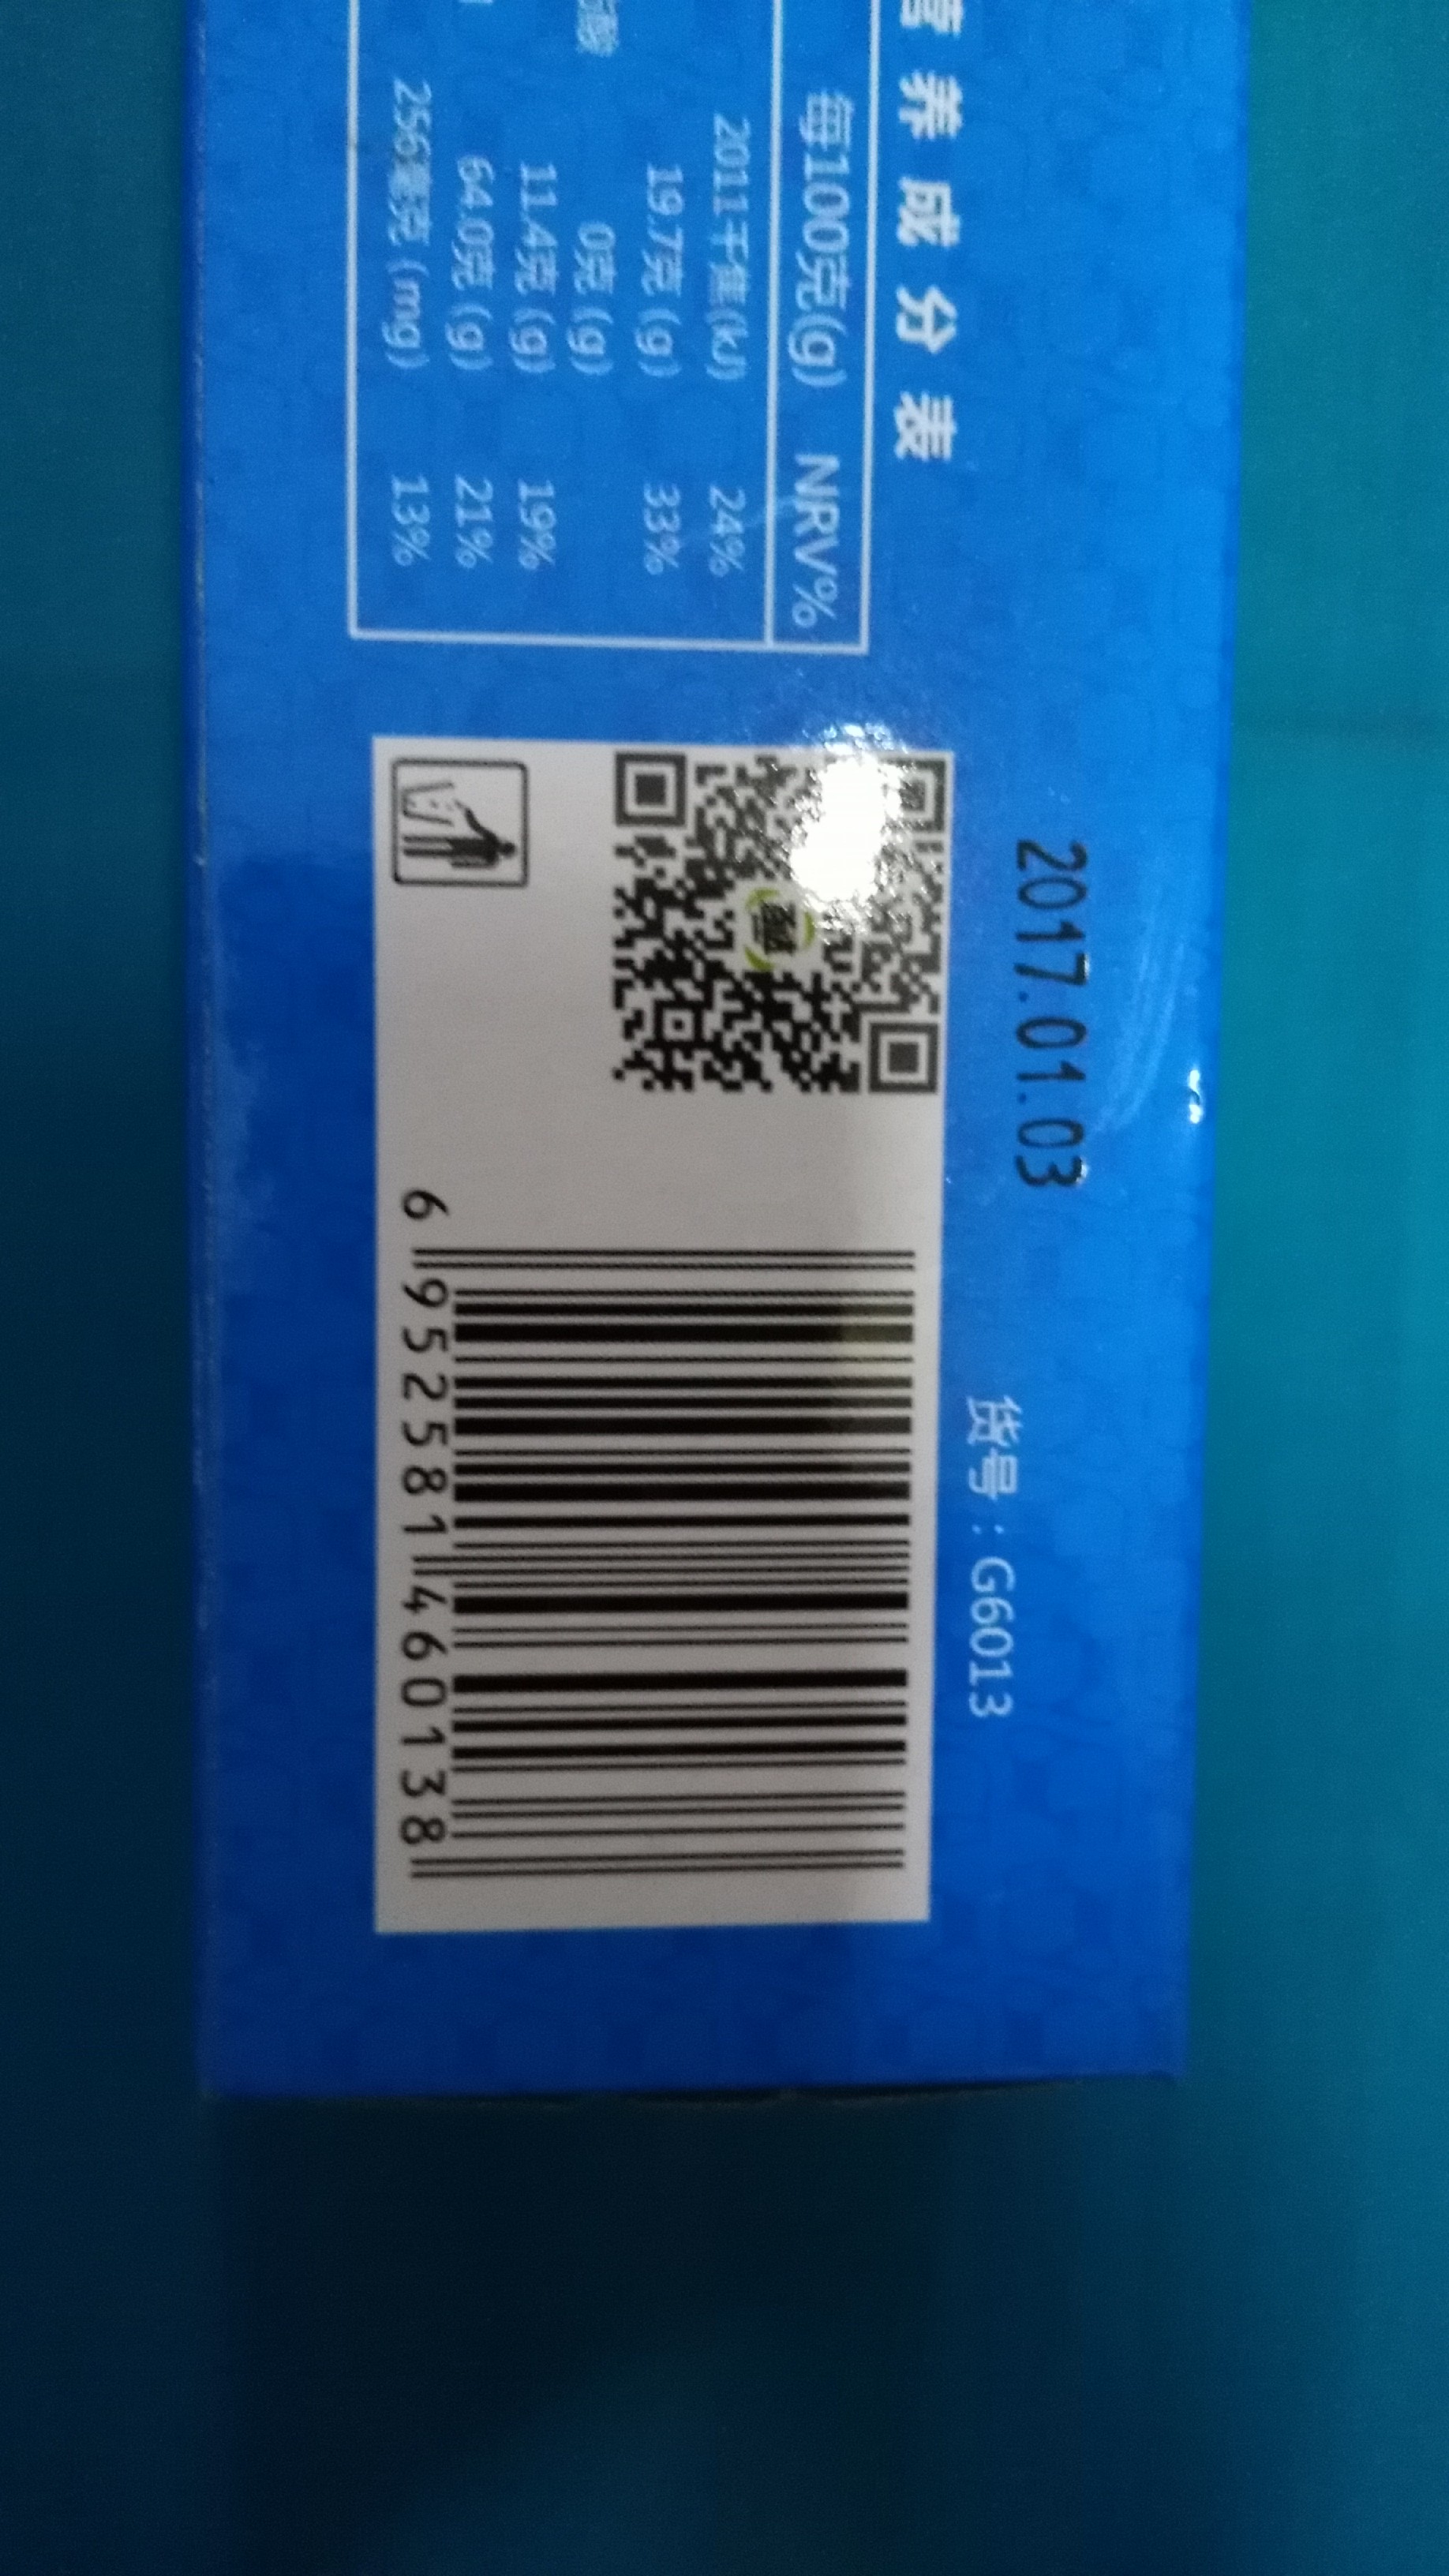 营养成分表
每100克(g) NRV%
2011千焦(kJ) 24%
19.7克 (g) 33%
0克 (g)
11.4克 (g) 19%
64.0克 (g) 21%
256毫克 (mg) 13%
2017.01.03
货号：G6013
6 952581 460138